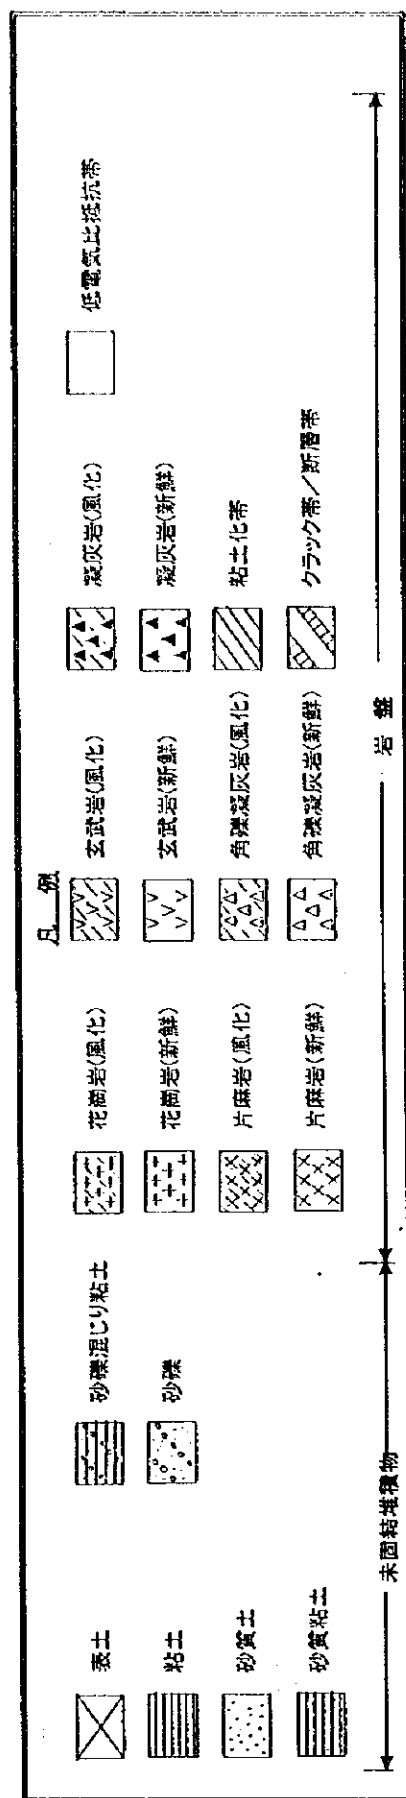 凡 例
表土
粘土
砂質土
砂質粘土
砂礫混じり粘土
砂礫
花崗岩(風化)
花崗岩(新鮮)
片麻岩(風化)
片麻岩(新鮮)
玄武岩(風化)
玄武岩(新鮮)
角礫凝灰岩(風化)
角礫凝灰岩(新鮮)
凝灰岩(風化)
凝灰岩(新鮮)
粘土化帯
クラック帯／断層帯
低電気比抵抗帯
未固結堆積物
岩 盤